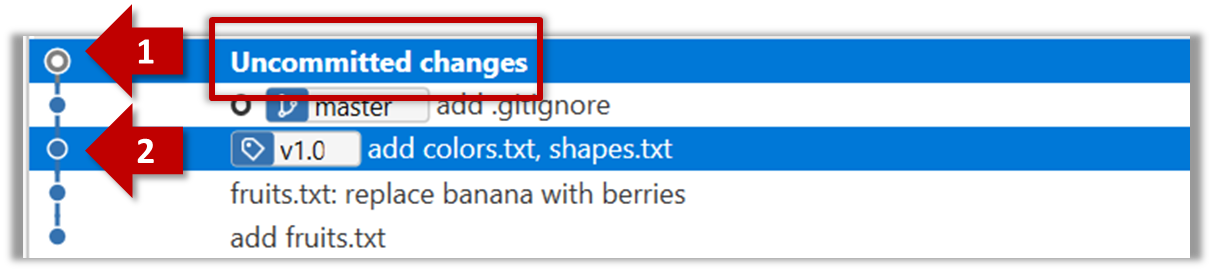 1 Uncommitted changes
master add .gitignore
2 v1.0 add colors.txt, shapes.txt
fruits.txt: replace banana with berries
add fruits.txt